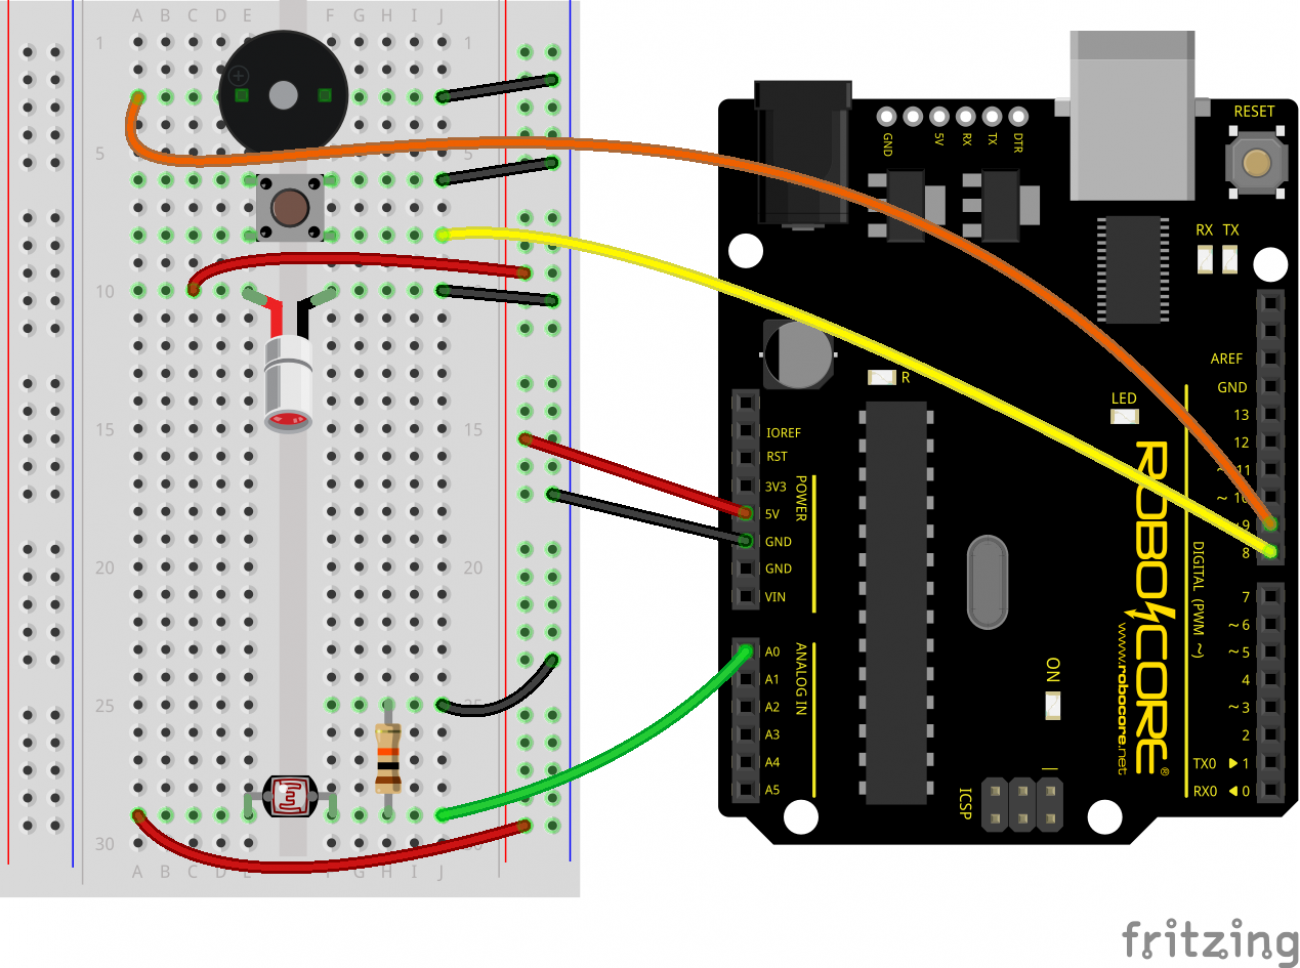 A B C D E F G H I J
1 1
5 5
10 10
15 15
20 20
25 25
30
A B C D E F G H I J
GND 5V RX TX DTR
RESET
RX TX
R
LED
AREF
GND
13
12
~11
~
~9
8
7
~6
~5
4
~3
2
TX0 ▶ 1
RX0 ◀ 0
DIGITAL (PWM ~)
IOREF
RST
3V3
5V
GND
GND
VIN
POWER
A0
A1
A2
A3
A4
A5
ANALOG IN
ICSP
1
ON
ROBOCORE®
www.robocore.net
fritzing